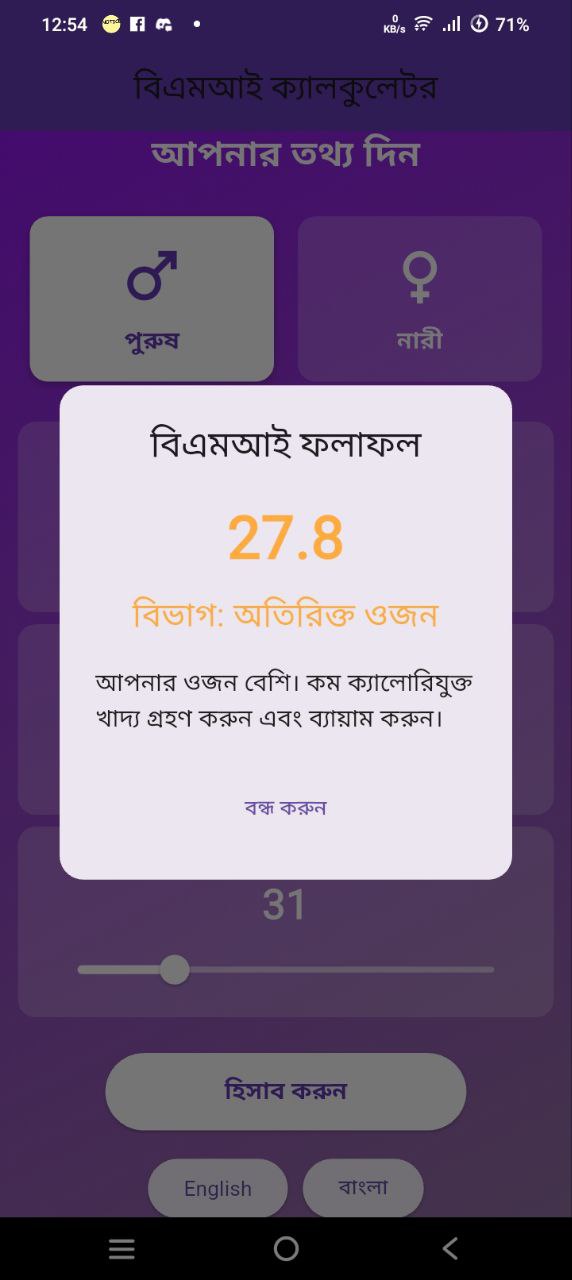 12:54
0
KB/s
71%
বিএমআই ক্যালকুলেটর
আপনার তথ্য দিন
পুরুষ
নারী
বিএমআই ফলাফল
27.8
বিভাগ: অতিরিক্ত ওজন
আপনার ওজন বেশি। কম ক্যালোরিযুক্ত
খাদ্য গ্রহণ করুন এবং ব্যায়াম করুন।
বন্ধ করুন
31
হিসাব করুন
English
বাংলা